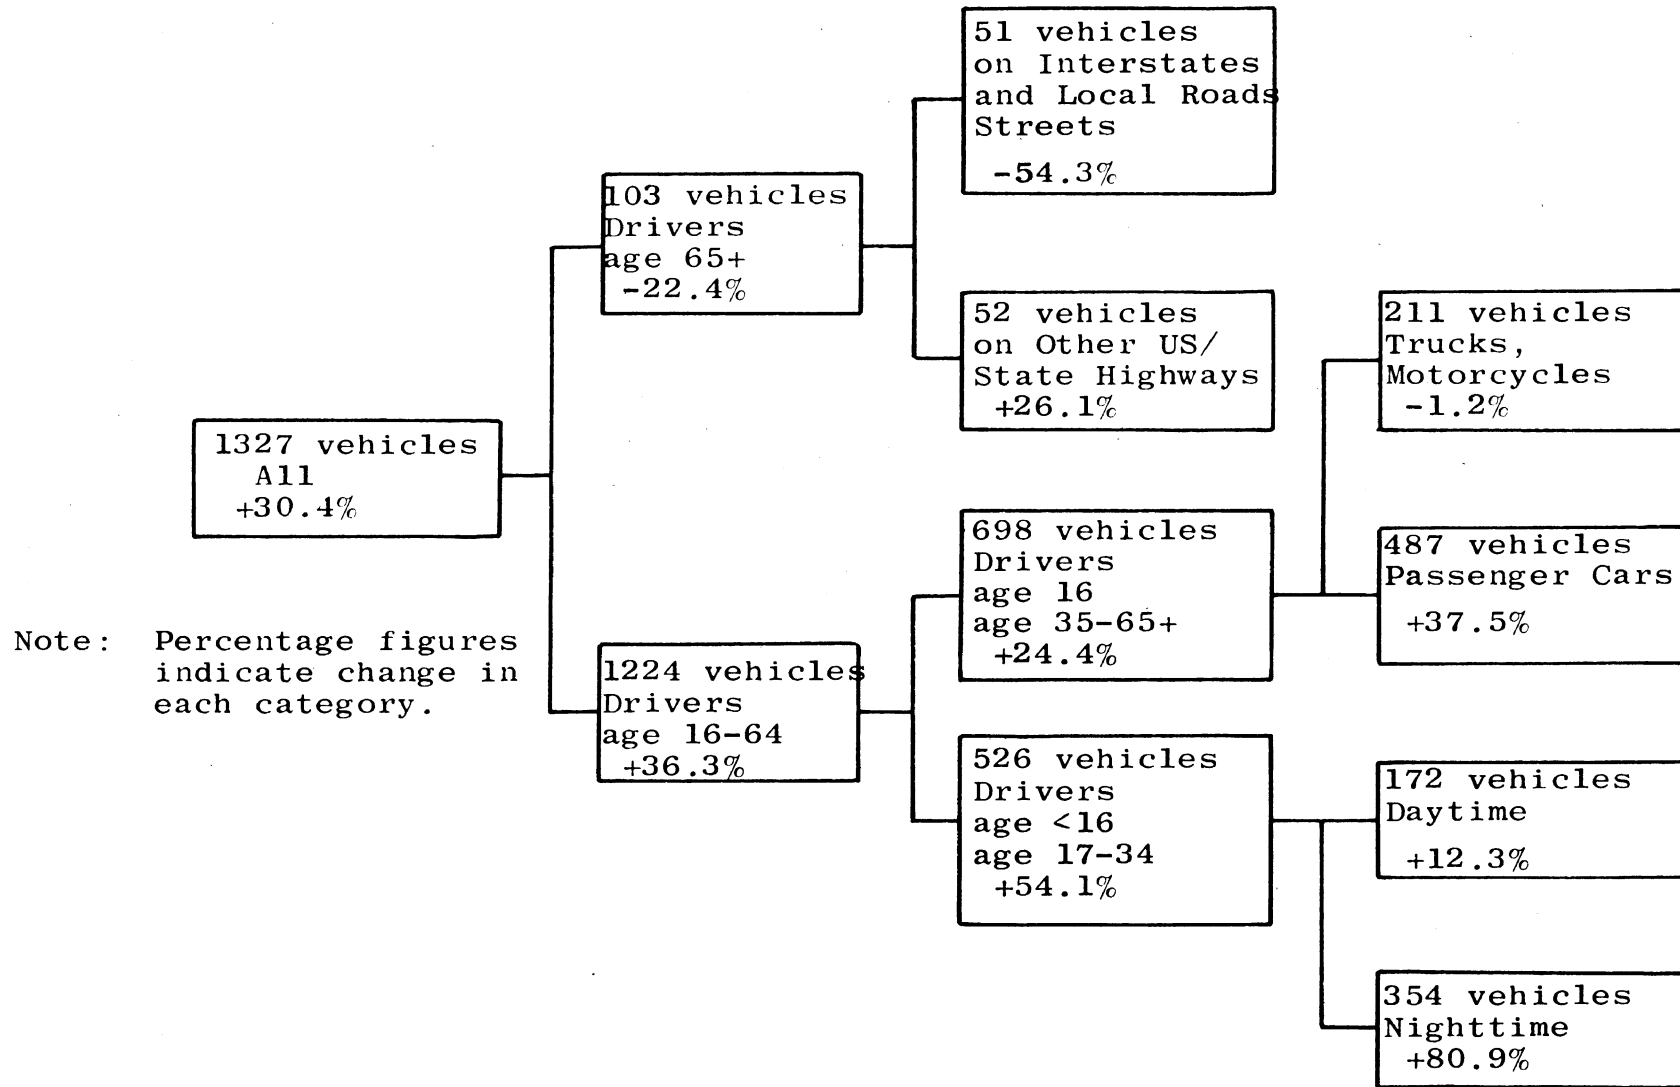 51 vehicles
on Interstates
and Local Roads
Streets
-54.3%
103 vehicles
Drivers
age 65+
-22.4%
52 vehicles
on Other US/
State Highways
+26.1%
211 vehicles
Trucks,
Motorcycles
-1.2%
1327 vehicles
All
+30.4%
698 vehicles
Drivers
age 16
age 35-65+
+24.4%
487 vehicles
Passenger Cars
+37.5%
Note: Percentage figures
indicate change in
each category.
1224 vehicles
Drivers
age 16-64
+36.3%
526 vehicles
Drivers
age <16
age 17-34
+54.1%
172 vehicles
Daytime
+12.3%
354 vehicles
Nighttime
+80.9%